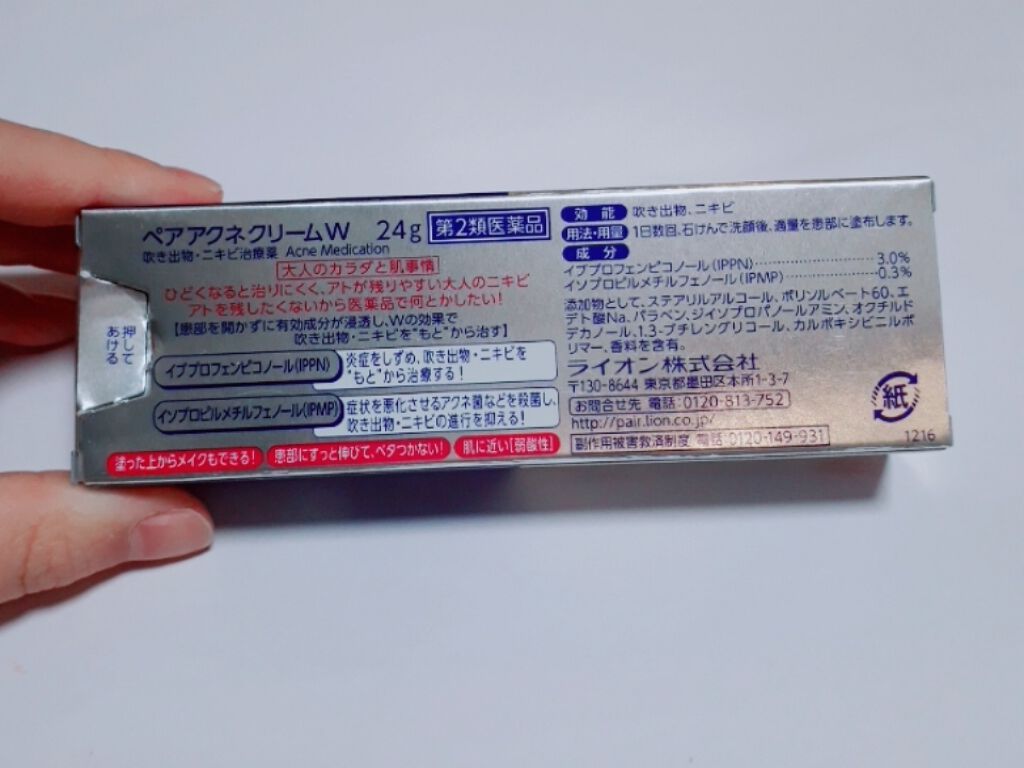 ペアアクネクリームW 24g 第2類医薬品
吹き出物・ニキビ治療薬 Acne Medication
大人のカラダと肌事情
ひどくなると治りにくく、アトが残りやすい大人のニキビ
アトを残したくないから医薬品で何とかしたい!
【患部を開かずに有効成分が浸透し、Wの効果で
吹き出物・ニキビを"もと"から治す】
押して
あける
イブプロフェンピコノール(IPPN)
炎症をしずめ、吹き出物・ニキビを
"もと"から治療する!
イソプロピルメチルフェノール(IPMP)
症状を悪化させるアクネ菌などを殺菌し、
吹き出物・ニキビの進行を抑える!
塗った上からメイクもできる! 患部にすっと伸びて、ベタつかない! 肌に近い[弱酸性]
効能 吹き出物、ニキビ
用法・用量 1日数回、石けんで洗顔後、適量を患部に塗布します。
成分
イブプロフェンピコノール(IPPN) 3.0%
イソプロピルメチルフェノール(IPMP) 0.3%
添加物として、ステアリルアルコール、ポリソルベート60、エ
デト酸Na、パラベン、ジイソプロパノールアミン、オクチルド
デカノール、1,3-ブチレングリコール、カルボキシビニルポ
リマー、香料を含有。
ライオン株式会社
〒130-8644 東京都墨田区本所1-3-7
お問合せ先 電話:0120-813-752
http://pair.lion.co.jp/
副作用被害救済制度 電話:0120-149-931
紙
1216